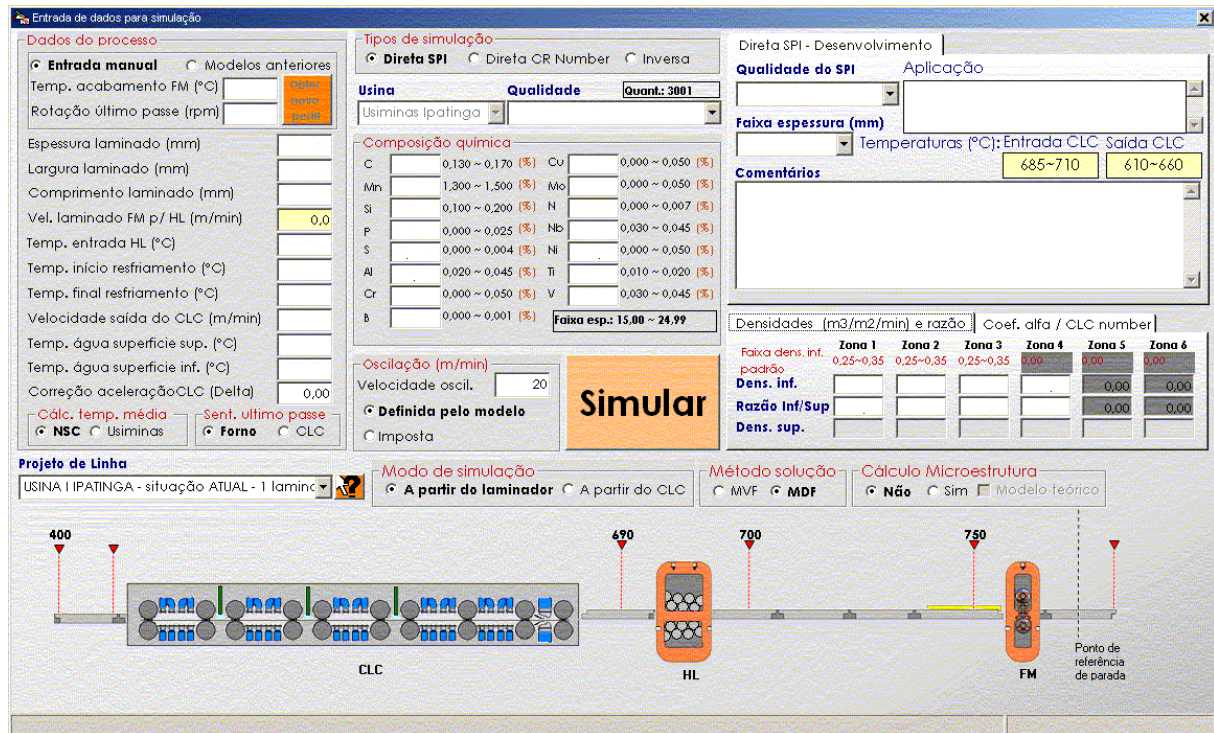 Entrada de dados para simulação
Dados do processo
Entrada manual Modelos anteriores
Temp. acabamento FM (°C)
Obter novo perfil
Rotação último passe (rpm)
Espessura laminado (mm)
Largura laminado (mm)
Comprimento laminado (mm)
Vel. laminado FM p/ HL (m/min) 0,0
Temp. entrada HL (°C)
Temp. início resfriamento (°C)
Temp. final resfriamento (°C)
Velocidade saída do CLC (m/min)
Temp. água superficie sup. (°C)
Temp. água superficie inf. (°C)
Correção aceleraçãoCLC (Delta) 0,00
Cálc. temp. média
NSC Usiminas
Sent. ultimo passe
Forno CLC
Tipos de simulação
Direta SPI Direta CR Number Inversa
Usina Qualidade Quant.: 3001
Usiminas Ipatinga
Composição química
C 0,130 ~ 0,170 (%) Cu 0,000 ~ 0,050 (%)
Mn 1,300 ~ 1,500 (%) Mo 0,000 ~ 0,050 (%)
Si 0,100 ~ 0,200 (%) N 0,000 ~ 0,007 (%)
P 0,000 ~ 0,025 (%) Nb 0,030 ~ 0,045 (%)
S 0,000 ~ 0,004 (%) Ni 0,000 ~ 0,050 (%)
Al 0,020 ~ 0,045 (%) Ti 0,010 ~ 0,020 (%)
Cr 0,000 ~ 0,050 (%) V 0,030 ~ 0,045 (%)
B 0,000 ~ 0,001 (%) Faixa esp.: 15,00 ~ 24,99
Oscilação (m/min)
Velocidade oscil. 20
Definida pelo modelo
Imposta
Simular
Direta SPI - Desenvolvimento
Qualidade do SPI Aplicação
Faixa espessura (mm)
Temperaturas (°C): Entrada CLC Saída CLC
685~710 610~660
Comentários
Densidades (m3/m2/min) e razão Coef. alfa / CLC number
Zona 1 Zona 2 Zona 3 Zona 4 Zona 5 Zona 6
Faixa dens. inf. padrão 0,25~0,35 0,25~0,35 0,25~0,35 0,00 0,00 0,00
Dens. inf. 0,00 0,00
Razão Inf/Sup 0,00 0,00
Dens. sup.
Projeto de Linha
USINA I IPATINGA - situação ATUAL - 1 laminc
Modo de simulação
A partir do laminador A partir do CLC
Método solução
MVF MDF
Cálculo Microestrutura
Não Sim Modelo teórico
400 690 700 750
CLC
HL
FM
Ponto de
referência
de parada